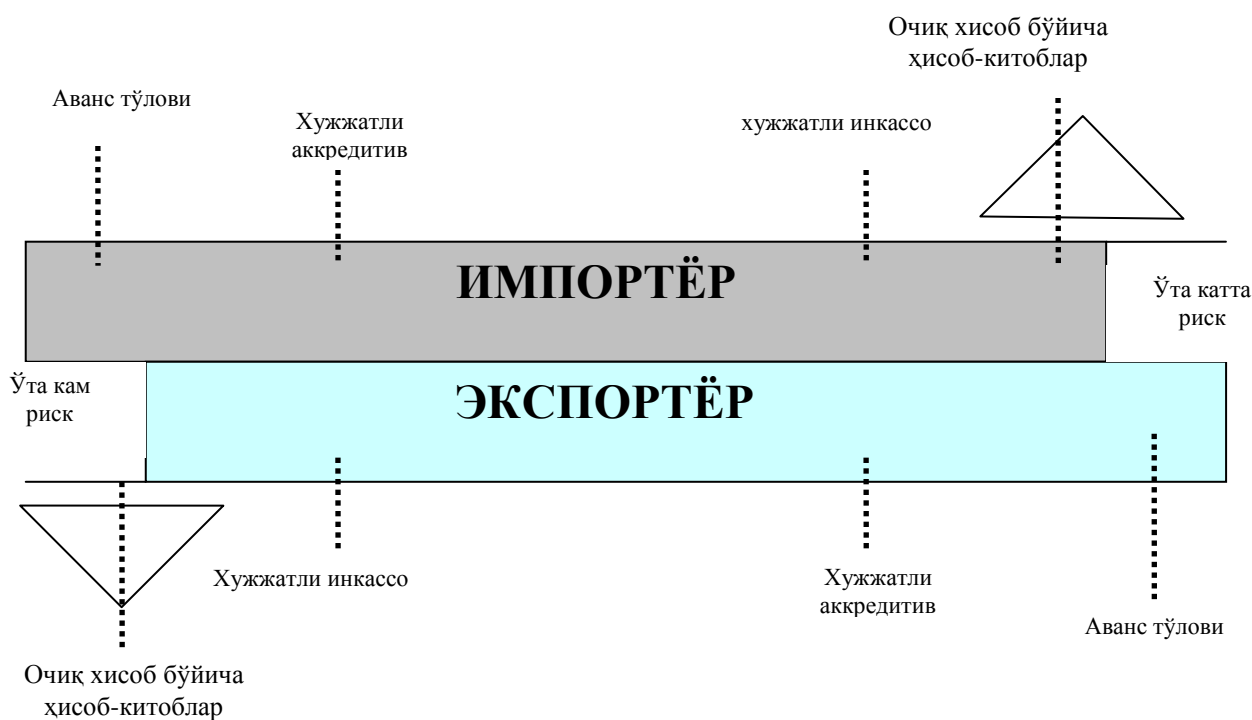 Очиқ хисоб бўйича
ҳисоб-китоблар
Аванс тўлови
Хужжатли
аккредитив
хужжатли инкассо
ИМПОРТЁР
Ўта катта
риск
Ўта кам
риск
ЭКСПОРТЁР
Хужжатли инкассо
Хужжатли
аккредитив
Аванс тўлови
Очиқ хисоб бўйича
ҳисоб-китоблар